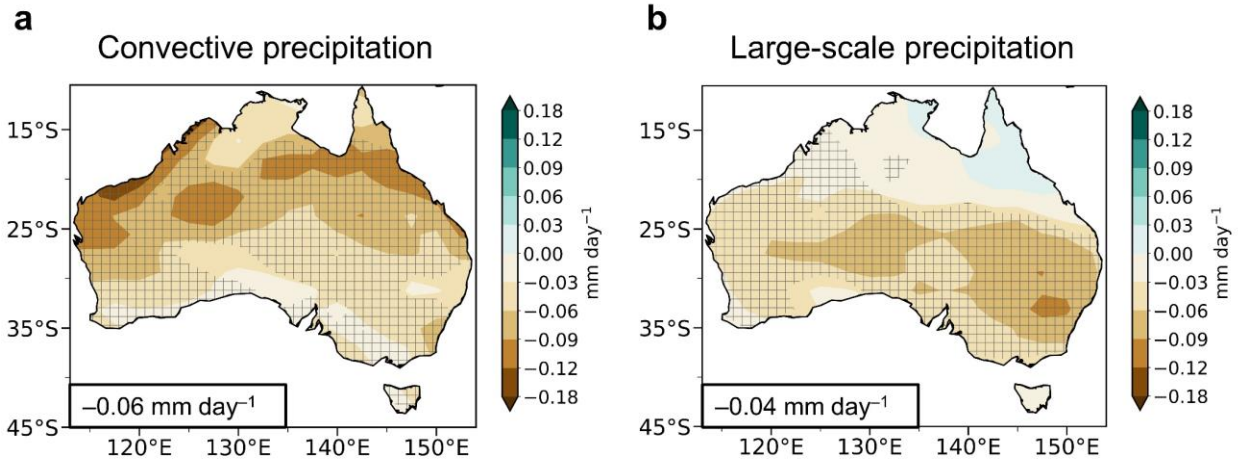 a
Convective precipitation
15°S
25°S
35°S
45°S
120°E 130°E 140°E 150°E
–0.06 mm day⁻¹
0.18
0.12
0.09
0.06
0.03
0.00
−0.03
−0.06
−0.09
−0.12
−0.18
mm day⁻¹
b
Large-scale precipitation
15°S
25°S
35°S
45°S
120°E 130°E 140°E 150°E
–0.04 mm day⁻¹
0.18
0.12
0.09
0.06
0.03
0.00
−0.03
−0.06
−0.09
−0.12
−0.18
mm day⁻¹